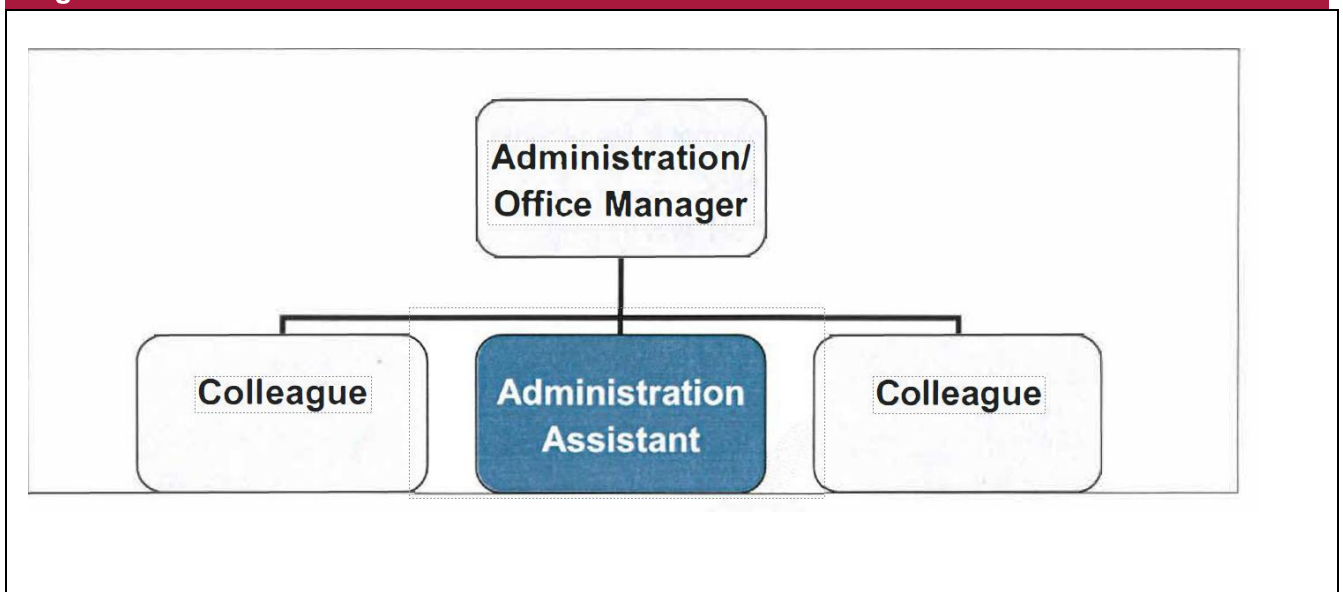 Administration/
Office Manager
Colleague
Administration
Assistant
Colleague